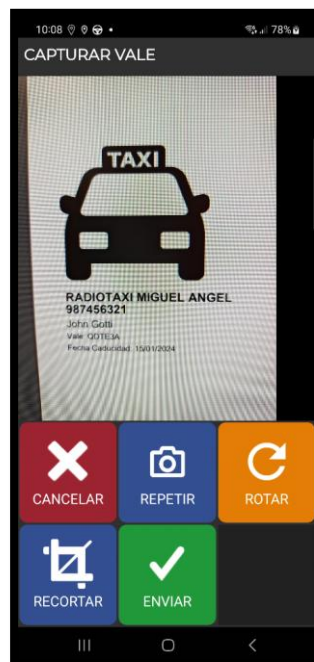 10:08
78%
CAPTURAR VALE
TAXI
RADIOTAXI MIGUEL ANGEL
987456321
John Gotti
Vale: QDTE3A
Fecha Caducidad: 15/01/2024
CANCELAR
REPETIR
ROTAR
RECORTAR
ENVIAR